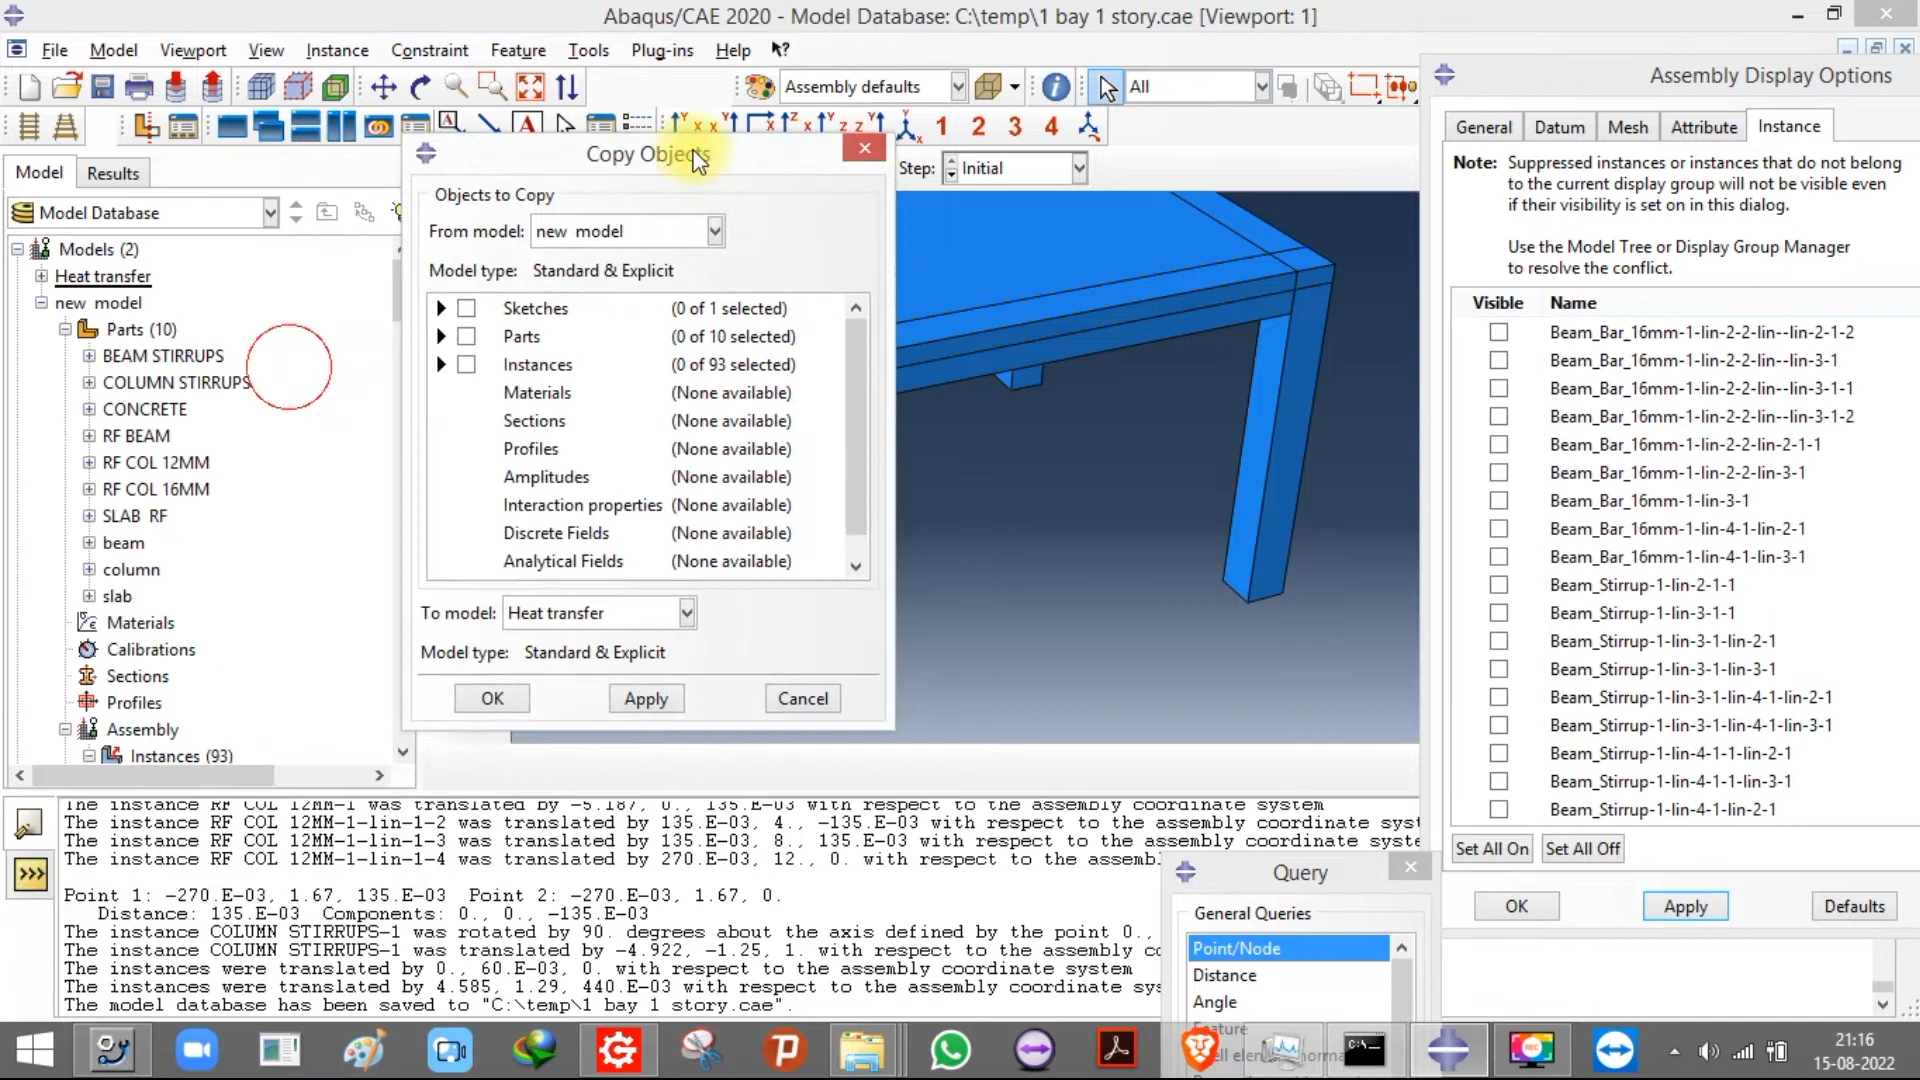 Abaqus/CAE 2020 - Model Database: C:\temp\1 bay 1 story.cae [Viewport: 1]
File Model Viewport View Instance Constraint Feature Tools Plug-ins Help
Assembly defaults
All
1 2 3 4
Model Results
Step: Initial
Model Database
Models (2)
Heat transfer
new model
Parts (10)
BEAM STIRRUPS
COLUMN STIRRUPS
CONCRETE
RF BEAM
RF COL 12MM
RF COL 16MM
SLAB RF
beam
column
slab
Materials
Calibrations
Sections
Profiles
Assembly
Instances (93)
Copy Objects
Objects to Copy
From model: new model
Model type: Standard & Explicit
Sketches (0 of 1 selected)
Parts (0 of 10 selected)
Instances (0 of 93 selected)
Materials (None available)
Sections (None available)
Profiles (None available)
Amplitudes (None available)
Interaction properties (None available)
Discrete Fields (None available)
Analytical Fields (None available)
To model: Heat transfer
Model type: Standard & Explicit
OK Apply Cancel
Assembly Display Options
General Datum Mesh Attribute Instance
Note: Suppressed instances or instances that do not belong
to the current display group will not be visible even
if their visibility is set on in this dialog.
Use the Model Tree or Display Group Manager
to resolve the conflict.
Visible Name
Beam_Bar_16mm-1-lin-2-2-lin--lin-2-1-2
Beam_Bar_16mm-1-lin-2-2-lin--lin-3-1
Beam_Bar_16mm-1-lin-2-2-lin--lin-3-1-1
Beam_Bar_16mm-1-lin-2-2-lin--lin-3-1-2
Beam_Bar_16mm-1-lin-2-2-lin-2-1-1
Beam_Bar_16mm-1-lin-2-2-lin-3-1
Beam_Bar_16mm-1-lin-3-1
Beam_Bar_16mm-1-lin-4-1-lin-2-1
Beam_Bar_16mm-1-lin-4-1-lin-3-1
Beam_Stirrup-1-lin-2-1-1
Beam_Stirrup-1-lin-3-1-1
Beam_Stirrup-1-lin-3-1-lin-2-1
Beam_Stirrup-1-lin-3-1-lin-3-1
Beam_Stirrup-1-lin-3-1-lin-4-1-lin-2-1
Beam_Stirrup-1-lin-3-1-lin-4-1-lin-3-1
Beam_Stirrup-1-lin-4-1-1-lin-2-1
Beam_Stirrup-1-lin-4-1-1-lin-3-1
Beam_Stirrup-1-lin-4-1-lin-2-1
Set All On Set All Off
OK Apply Defaults
The instance RF COL 12MM-1 was translated by -5.187, 0., 135.E-03 with respect to the assembly coordinate system
The instance RF COL 12MM-1-lin-1-2 was translated by 135.E-03, 4., -135.E-03 with respect to the assembly coordinate syst
The instance RF COL 12MM-1-lin-1-3 was translated by 135.E-03, 8., 135.E-03 with respect to the assembly coordinate syste
The instance RF COL 12MM-1-lin-1-4 was translated by 270.E-03, 12., 0. with respect to the assemb
Point 1: -270.E-03, 1.67, 135.E-03 Point 2: -270.E-03, 1.67, 0.
Distance: 135.E-03 Components: 0., 0., -135.E-03
The instance COLUMN STIRRUPS-1 was rotated by 90. degrees about the axis defined by the point 0.,
The instance COLUMN STIRRUPS-1 was translated by -4.922, -1.25, 1. with respect to the assembly co
The instances were translated by 0., 60.E-03, 0. with respect to the assembly coordinate system
The instances were translated by 4.585, 1.29, 440.E-03 with respect to the assembly coordinate sys
The model database has been saved to "C:\temp\1 bay 1 story.cae".
Query
General Queries
Point/Node
Distance
Angle
Feature
21:16
15-08-2022